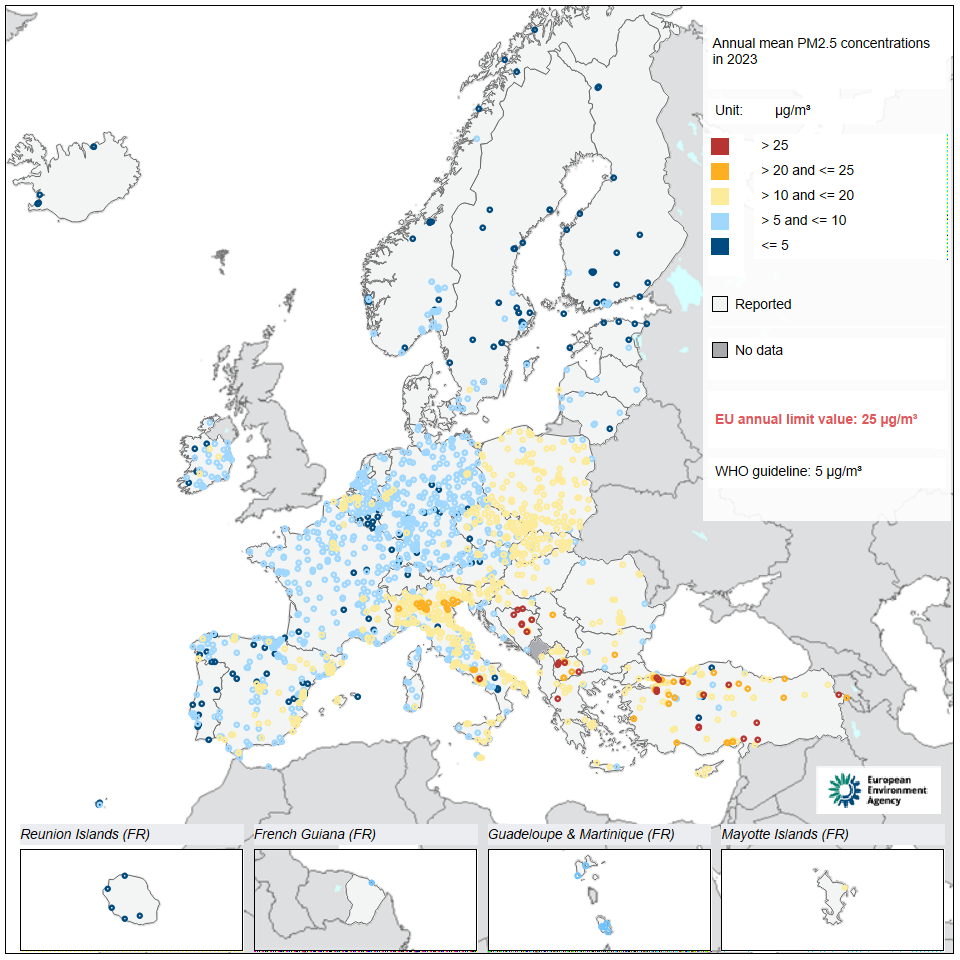 Annual mean PM2.5 concentrations
in 2023
Unit: µg/m³
> 25
> 20 and <= 25
> 10 and <= 20
> 5 and <= 10
<= 5
Reported
No data
EU annual limit value: 25 µg/m³
WHO guideline: 5 µg/m³
European
Environment
Agency
Reunion Islands (FR)
French Guiana (FR)
Guadeloupe & Martinique (FR)
Mayotte Islands (FR)